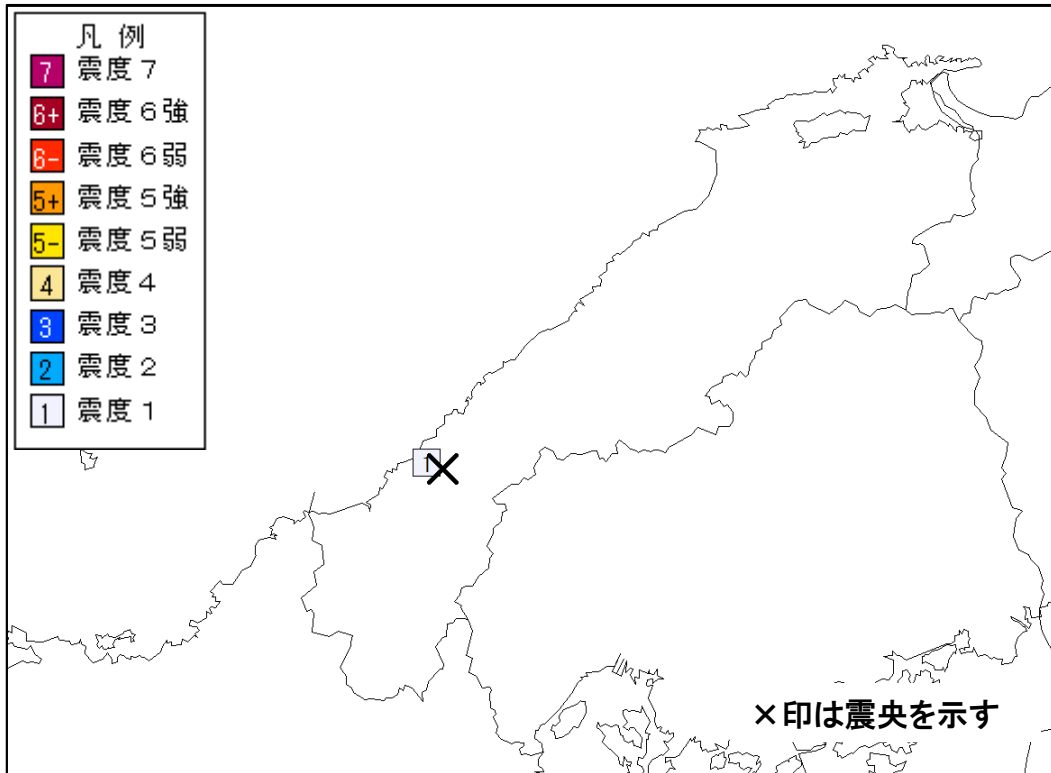 凡 例
7 震度７
6+ 震度６強
6- 震度６弱
5+ 震度５強
5- 震度５弱
4 震度４
3 震度３
2 震度２
1 震度１
1
×印は震央を示す